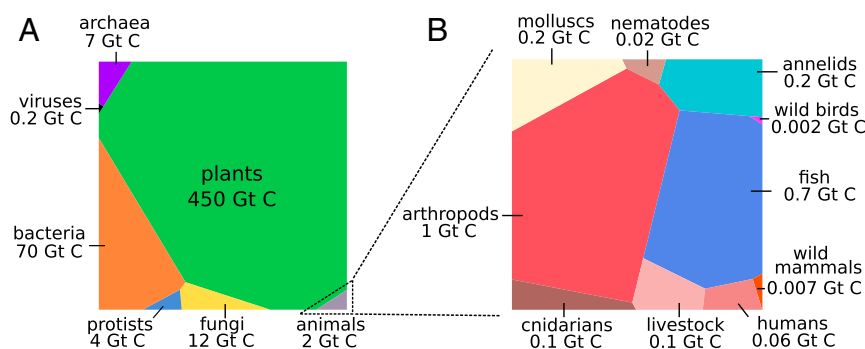 A
archaea
7 Gt C
viruses
0.2 Gt C
plants
450 Gt C
bacteria
70 Gt C
protists
4 Gt C
fungi
12 Gt C
animals
2 Gt C
B
molluscs
0.2 Gt C
nematodes
0.02 Gt C
annelids
0.2 Gt C
wild birds
0.002 Gt C
fish
0.7 Gt C
arthropods
1 Gt C
wild
mammals
0.007 Gt C
cnidarians
0.1 Gt C
livestock
0.1 Gt C
humans
0.06 Gt C